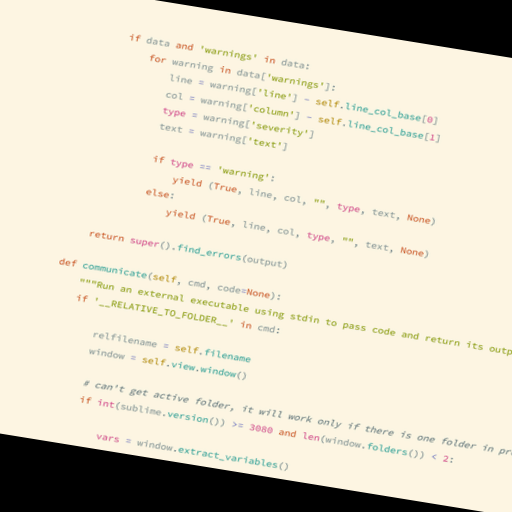 if data and 'warnings' in data:
for warning in data['warnings']:
line = warning['line'] - self.line_col_base[0]
col = warning['column'] - self.line_col_base[1]
type = warning['severity']
text = warning['text']
if type == 'warning':
yield (True, line, col, "", type, text, None)
else:
yield (True, line, col, type, "", text, None)
return super().find_errors(output)
def communicate(self, cmd, code=None):
"""Run an external executable using stdin to pass code and return its outp
if '__RELATIVE_TO_FOLDER__' in cmd:
relfilename = self.filename
window = self.view.window()
# can't get active folder, it will work only if there is one folder in pr
if int(sublime.version()) >= 3080 and len(window.folders()) < 2:
vars = window.extract_variables()